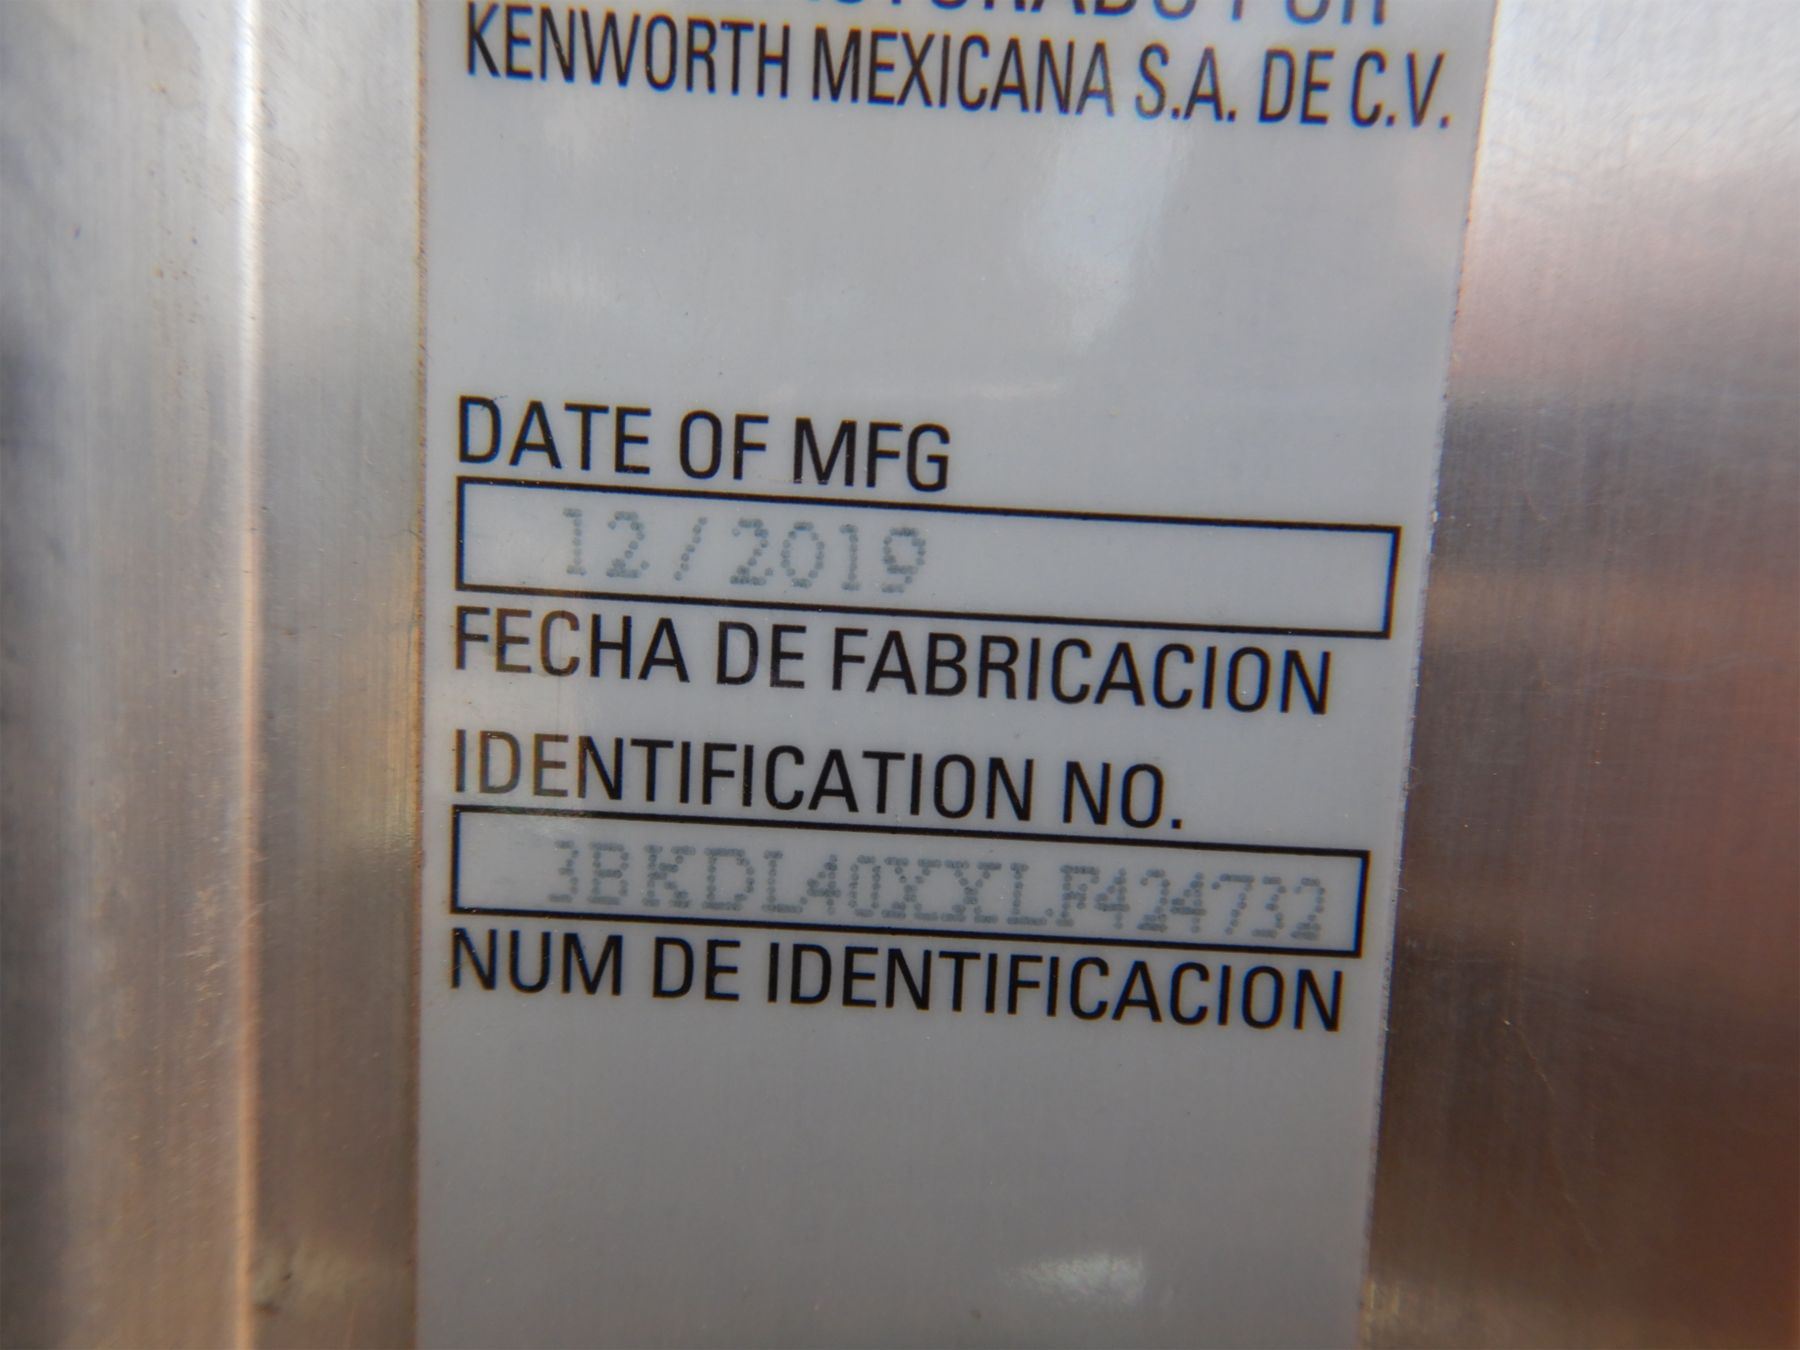 KENWORTH MEXICANA S.A. DE C.V.
DATE OF MFG
12/2019
FECHA DE FABRICACION
IDENTIFICATION NO.
3BKDL40XXLF424732
NUM DE IDENTIFICACION